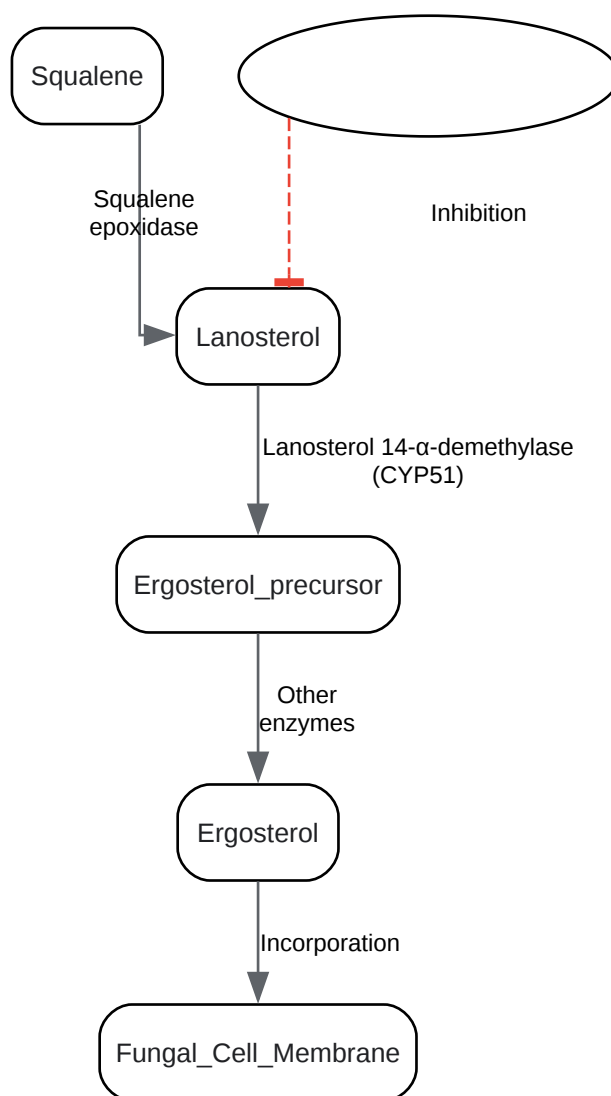 Squalene
Squalene
epoxidase
Inhibition
Lanosterol
Lanosterol 14-α-demethylase
(CYP51)
Ergosterol_precursor
Other
enzymes
Ergosterol
Incorporation
Fungal_Cell_Membrane